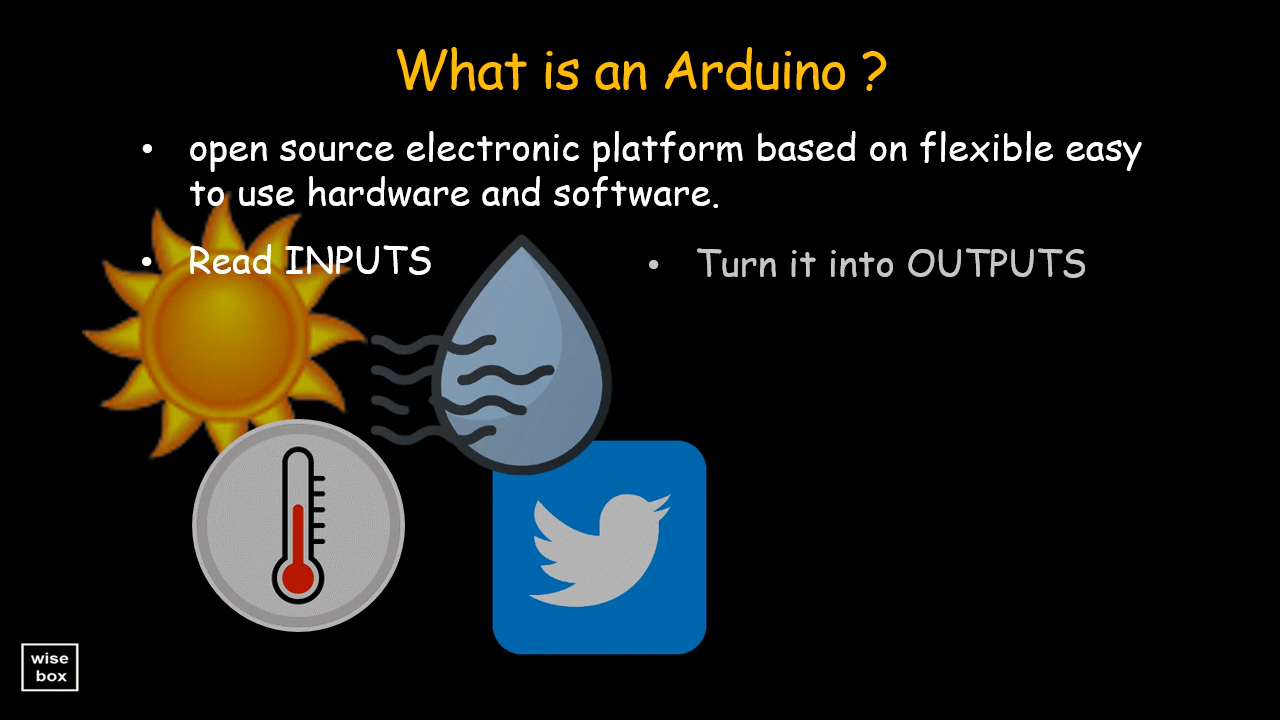 What is an Arduino ?
• open source electronic platform based on flexible easy
to use hardware and software.
• Read INPUTS
• Turn it into OUTPUTS
wise
box